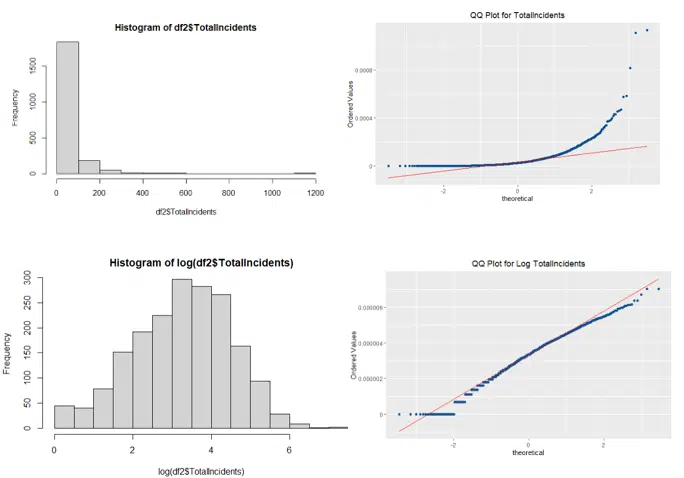 Histogram of df2$TotalIncidents
Frequency
0
500
1000
1500
0 200 400 600 800 1000 1200
df2$TotalIncidents
QQ Plot for TotalIncidents
Ordered Values
0.0008
0.0004
0
-2 0 2
theoretical
Histogram of log(df2$TotalIncidents)
Frequency
300
250
200
150
100
50
0
0 2 4 6
log(df2$TotalIncidents)
QQ Plot for Log TotalIncidents
Ordered Values
0.000006
0.000004
0.000002
0
-2 0 2
theoretical